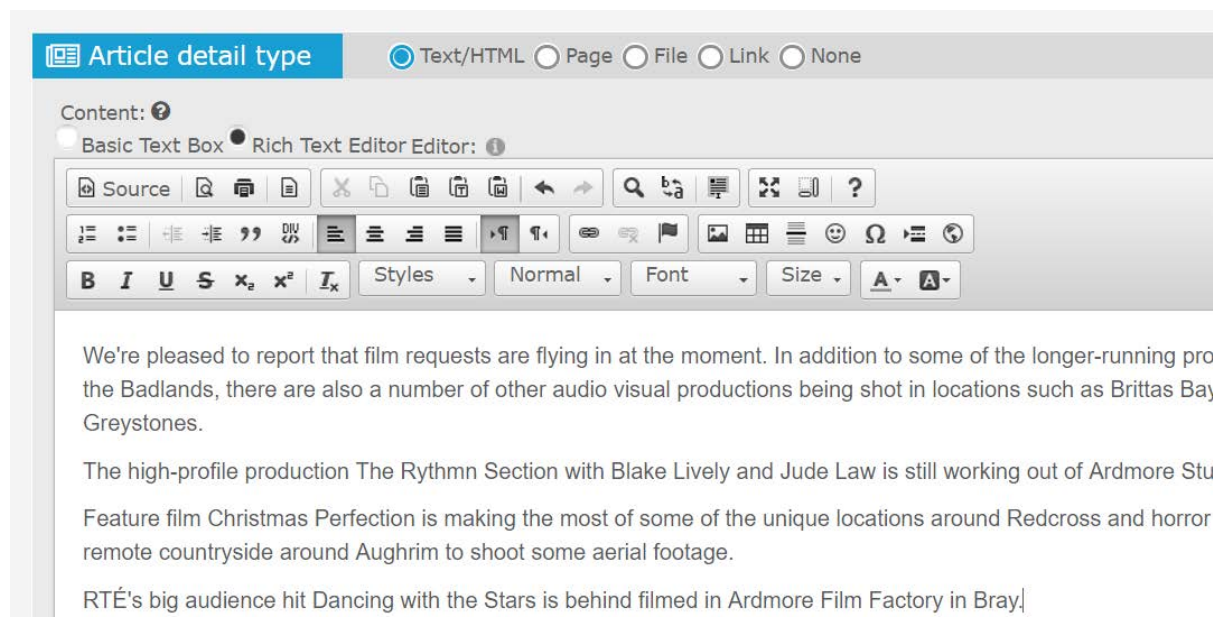 Article detail type Text/HTML Page File Link None
Content:
Basic Text Box Rich Text Editor Editor:
Source
DIV
B I U S x₂ x² Tx Styles Normal Font Size A A
We're pleased to report that film requests are flying in at the moment. In addition to some of the longer-running pro
the Badlands, there are also a number of other audio visual productions being shot in locations such as Brittas Bay
Greystones.
The high-profile production The Rythmn Section with Blake Lively and Jude Law is still working out of Ardmore Stu
Feature film Christmas Perfection is making the most of some of the unique locations around Redcross and horror
remote countryside around Aughrim to shoot some aerial footage.
RTÉ's big audience hit Dancing with the Stars is behind filmed in Ardmore Film Factory in Bray.